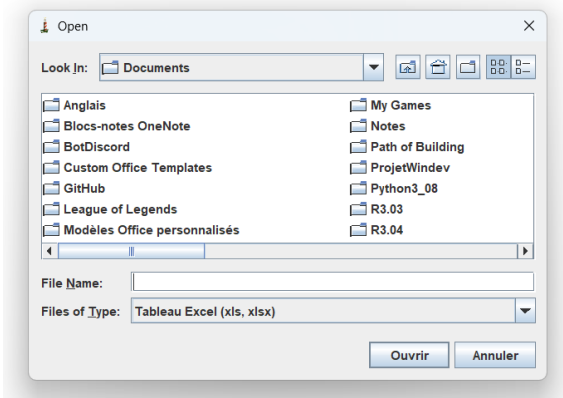 Open
Look In: Documents
Anglais
Blocs-notes OneNote
BotDiscord
Custom Office Templates
GitHub
League of Legends
Modèles Office personnalisés
My Games
Notes
Path of Building
ProjetWindev
Python3_08
R3.03
R3.04
File Name:
Files of Type: Tableau Excel (xls, xlsx)
Ouvrir Annuler